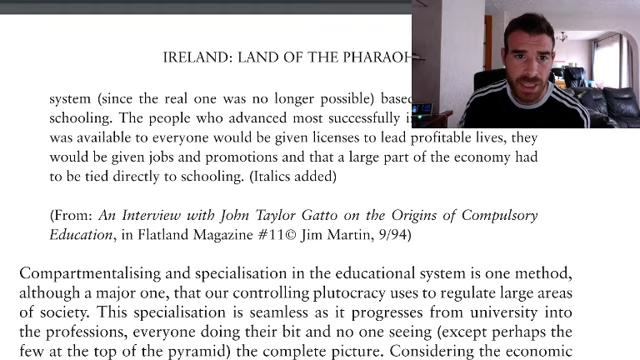 IRELAND: LAND OF THE PHARAOH
system (since the real one was no longer possible) based
schooling. The people who advanced most successfully
was available to everyone would be given licenses to lead profitable lives, they
would be given jobs and promotions and that a large part of the economy had
to be tied directly to schooling. (Italics added)
(From: An Interview with John Taylor Gatto on the Origins of Compulsory
Education, in Flatland Magazine #11© Jim Martin, 9/94)
Compartmentalising and specialisation in the educational system is one method,
although a major one, that our controlling plutocracy uses to regulate large areas
of society. This specialisation is seamless as it progresses from university into
the professions, everyone doing their bit and no one seeing (except perhaps the
few at the top of the pyramid) the complete picture. Considering the economic